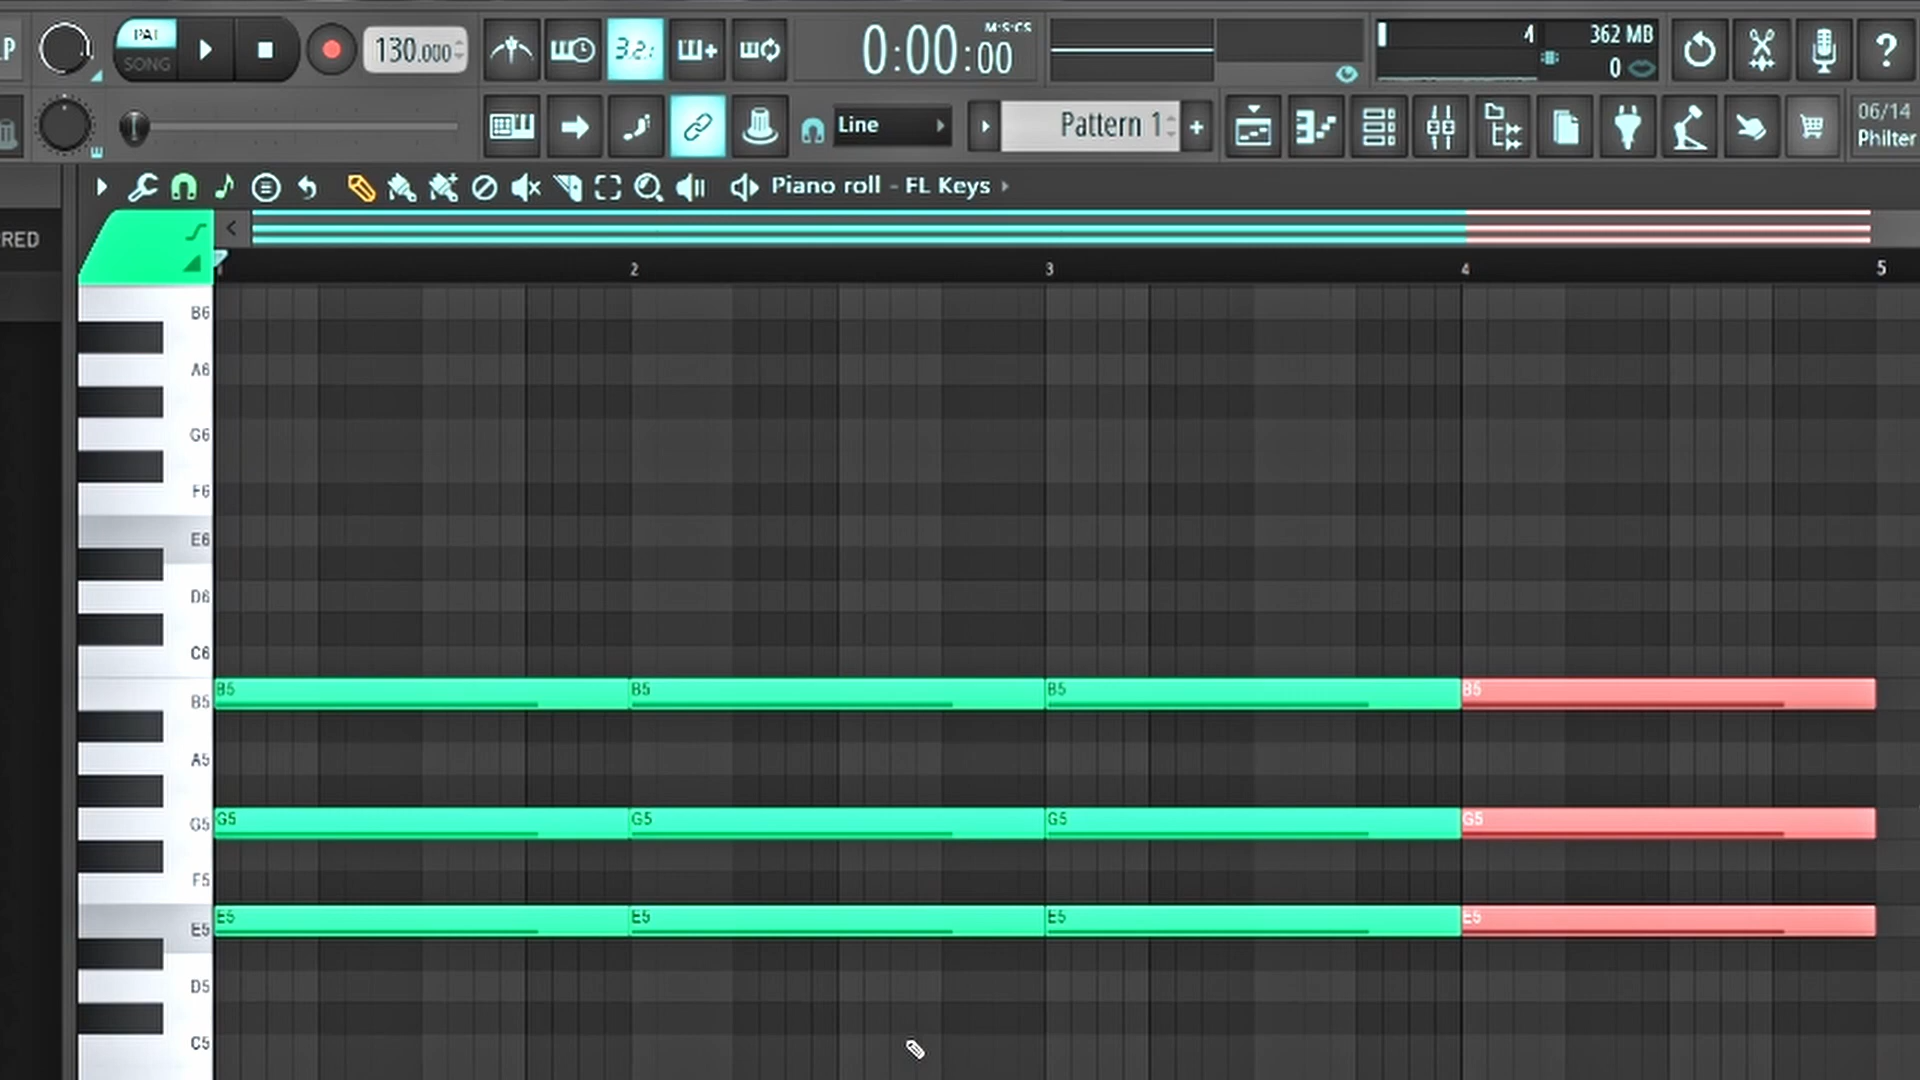 PAT
SONG
130.000
3.2.
0:00:00
M:S:CS
4
362 MB
0
Line
Pattern 1
06/14
Philter
Piano roll - FL Keys
RED
2
3
4
5
B6
A6
G6
F6
E6
D6
C6
B5 B5 B5 B5 B5
A5
G5 G5 G5 G5 G5
F5
E5 E5 E5 E5 E5
D5
C5